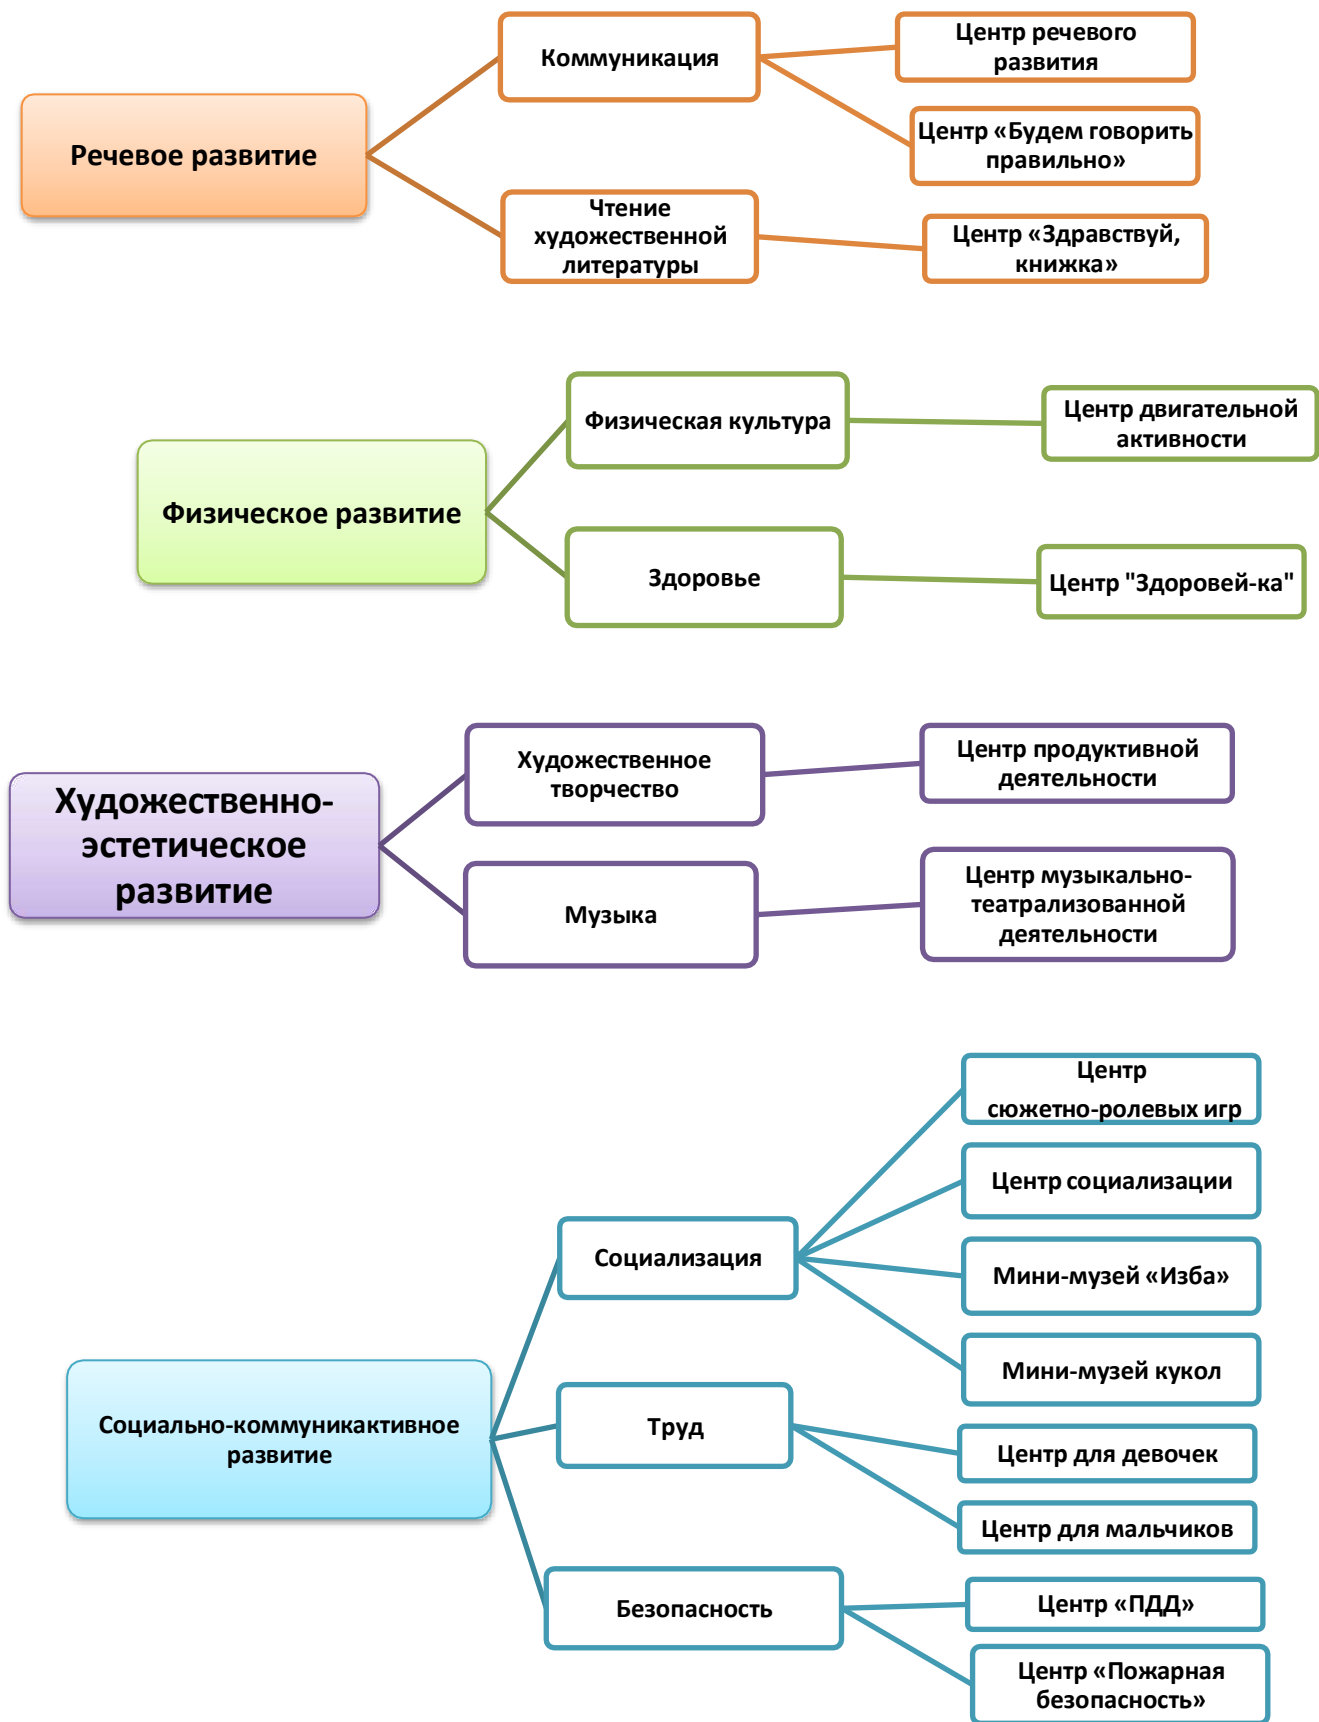 Речевое развитие
Коммуникация
Центр речевого
развития
Центр «Будем говорить
правильно»
Чтение
художественной
литературы
Центр «Здравствуй,
книжка»
Физическое развитие
Физическая культура
Центр двигательной
активности
Здоровье
Центр "Здоровей-ка"
Художественно-
эстетическое
развитие
Художественное
творчество
Центр продуктивной
деятельности
Музыка
Центр музыкально-
театрализованной
деятельности
Социально-коммуникактивное
развитие
Социализация
Центр
сюжетно-ролевых игр
Центр социализации
Мини-музей «Изба»
Мини-музей кукол
Труд
Центр для девочек
Центр для мальчиков
Безопасность
Центр «ПДД»
Центр «Пожарная
безопасность»